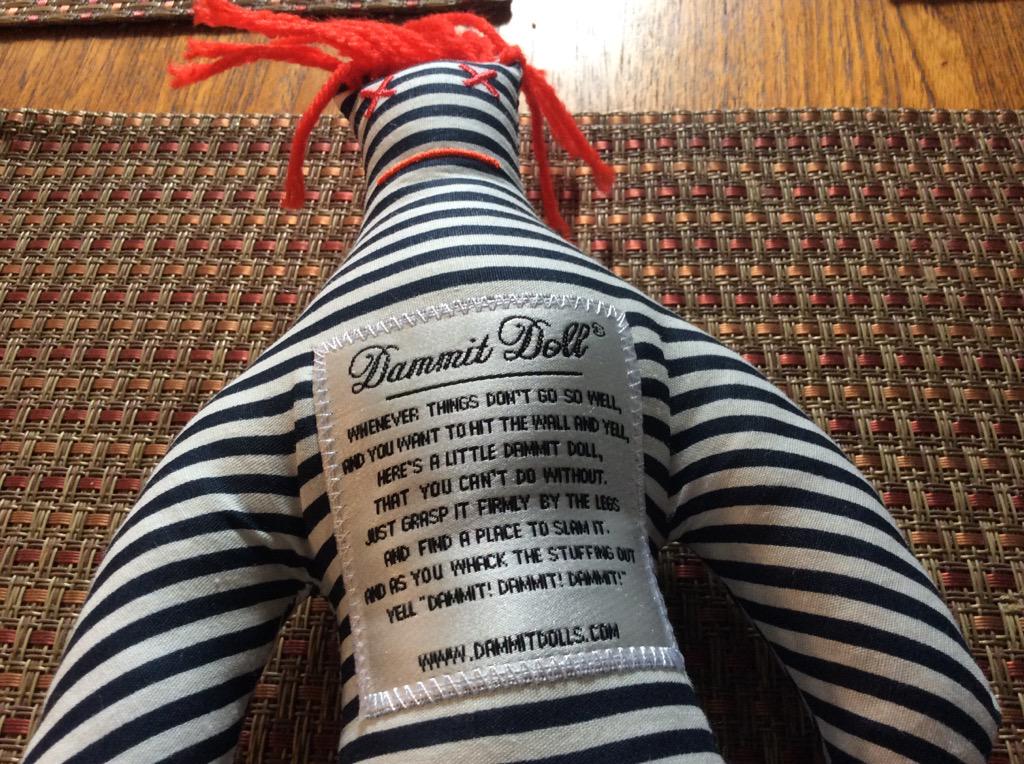 Dammit Doll®
WHENEVER THINGS DON'T GO SO WELL,
AND YOU WANT TO HIT THE WALL AND YELL,
HERE'S A LITTLE DAMMIT DOLL,
THAT YOU CAN'T DO WITHOUT.
JUST GRASP IT FIRMLY BY THE LEGS
AND FIND A PLACE TO SLAM IT.
AND AS YOU WHACK THE STUFFING OUT
YELL "DAMMIT! DAMMIT! DAMMIT!"
WWW.DAMMITDOLLS.COM